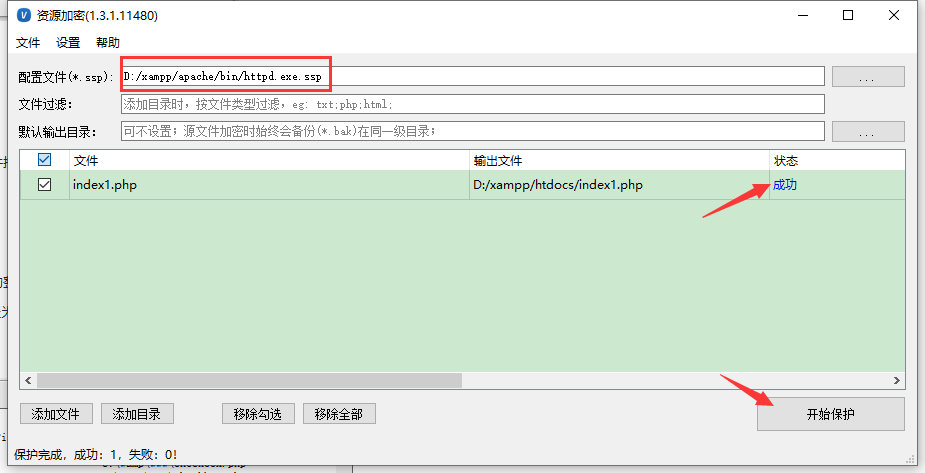 资源加密(1.3.1.11480)
文件 设置 帮助
配置文件(*.ssp): D:/xampp/apache/bin/httpd.exe.ssp ...
文件过滤: 添加目录时，按文件类型过滤，eg: txt;php;html;
默认输出目录: 可不设置；源文件加密时始终会备份(*.bak)在同一级目录； ...
文件 输出文件 状态
index1.php D:/xampp/htdocs/index1.php 成功
添加文件 添加目录 移除勾选 移除全部 开始保护
保护完成，成功：1，失败：0!